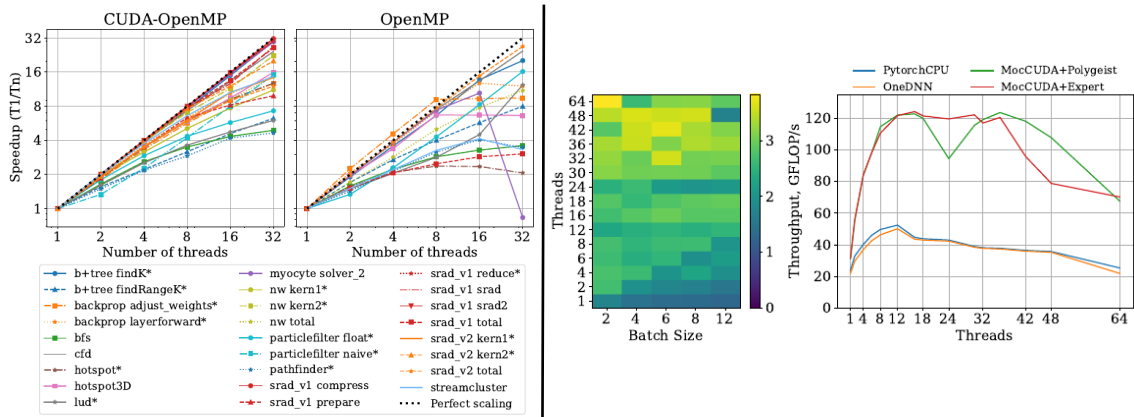 CUDA-OpenMP
OpenMP
Speedup (T1/Tn)
32
16
8
4
2
1
1 2 4 8 16 32
Number of threads
1 2 4 8 16 32
Number of threads
b+tree findK*
b+tree findRangeK*
backprop adjust_weights*
backprop layerforward*
bfs
cfd
hotspot*
hotspot3D
lud*
myocyte solver_2
nw kern1*
nw kern2*
nw total
particlefilter float*
particlefilter naive*
pathfinder*
srad_v1 compress
srad_v1 prepare
srad_v1 reduce*
srad_v1 srad
srad_v1 srad2
srad_v1 total
srad_v2 kern1*
srad_v2 kern2*
srad_v2 total
streamcluster
Perfect scaling
Threads
64
48
42
36
32
30
24
18
16
12
6
4
2
1
2 4 6 8 12
Batch Size
3
2
1
0
PytorchCPU
OneDNN
MocCUDA+Polygeist
MocCUDA+Expert
Throughput, GFLOP/s
120
100
80
60
40
20
0
1 4 8 12 18 24 32 36 42 48 64
Threads